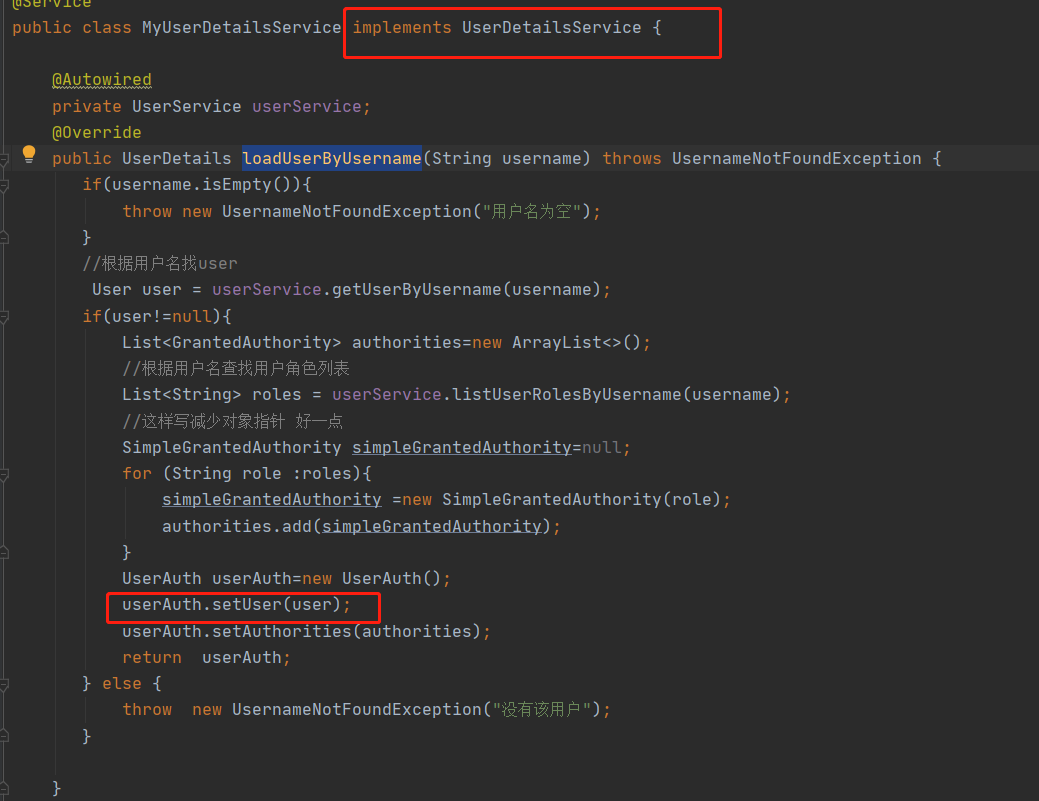 @Service
public class MyUserDetailsService implements UserDetailsService {
@Autowired
private UserService userService;
@Override
public UserDetails loadUserByUsername(String username) throws UsernameNotFoundException {
if(username.isEmpty()){
throw new UsernameNotFoundException("用户名为空");
}
//根据用户名找user
User user = userService.getUserByUsername(username);
if(user!=null){
List<GrantedAuthority> authorities=new ArrayList<>();
//根据用户名查找用户角色列表
List<String> roles = userService.listUserRolesByUsername(username);
//这样写减少对象指针 好一点
SimpleGrantedAuthority simpleGrantedAuthority=null;
for (String role :roles){
simpleGrantedAuthority =new SimpleGrantedAuthority(role);
authorities.add(simpleGrantedAuthority);
}
UserAuth userAuth=new UserAuth();
userAuth.setUser(user);
userAuth.setAuthorities(authorities);
return  userAuth;
} else {
throw  new UsernameNotFoundException("没有该用户");
}
}